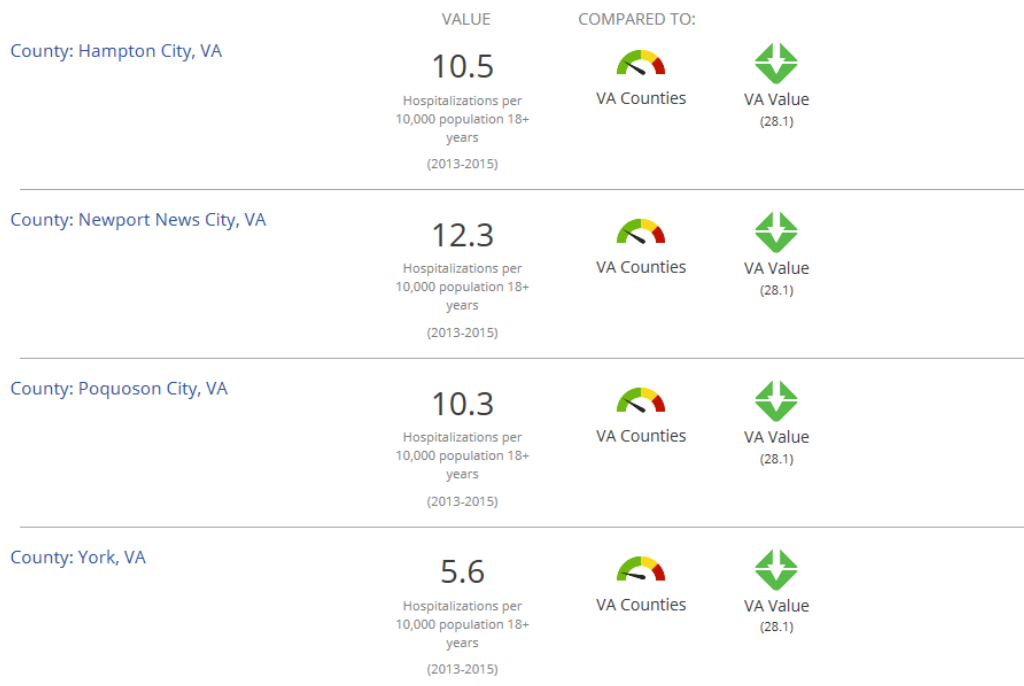 VALUE COMPARED TO:
County: Hampton City, VA
10.5
Hospitalizations per
10,000 population 18+
years
(2013-2015)
VA Counties
VA Value
(28.1)
County: Newport News City, VA
12.3
Hospitalizations per
10,000 population 18+
years
(2013-2015)
VA Counties
VA Value
(28.1)
County: Poquoson City, VA
10.3
Hospitalizations per
10,000 population 18+
years
(2013-2015)
VA Counties
VA Value
(28.1)
County: York, VA
5.6
Hospitalizations per
10,000 population 18+
years
(2013-2015)
VA Counties
VA Value
(28.1)